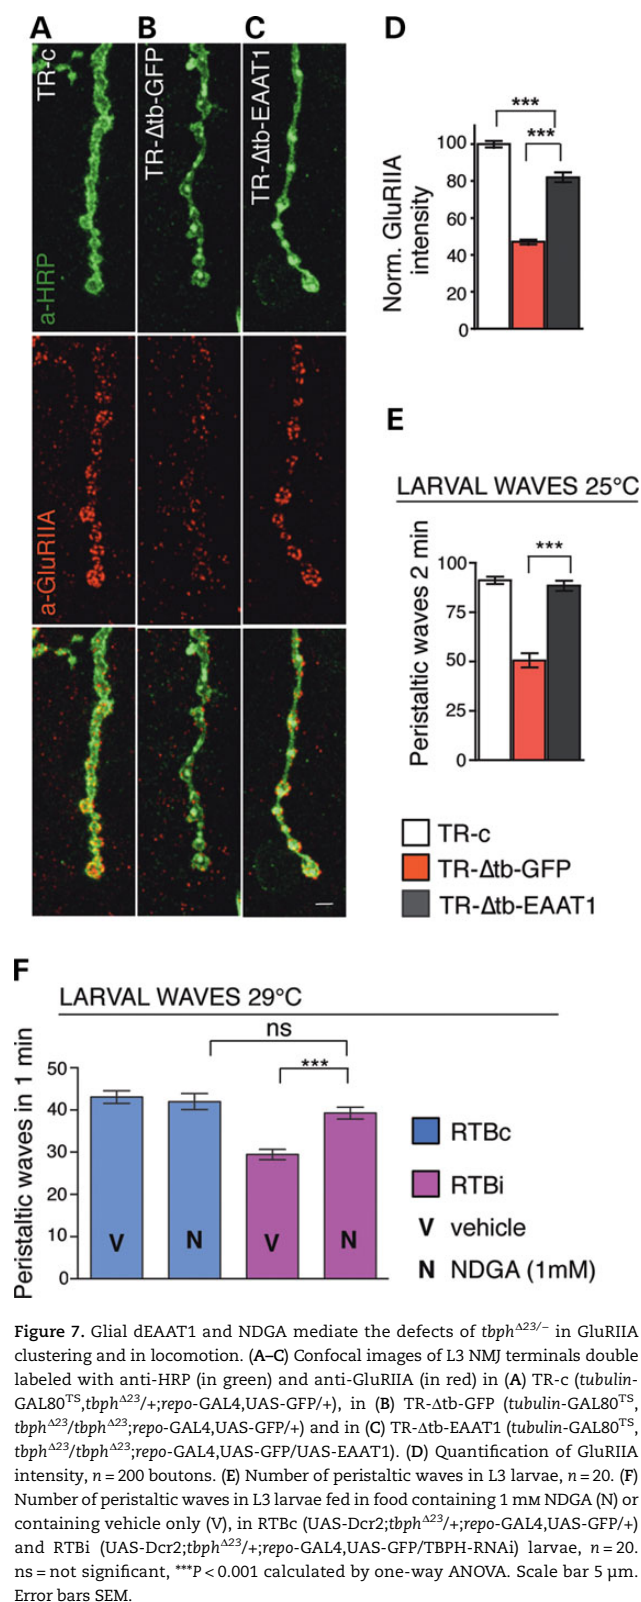 A
B
C
TR-c
TR-Δtb-GFP
TR-Δtb-EAAT1
a-HRP
a-GluRIIA
D
***
***
Norm. GluRIIA
intensity
100
80
60
40
20
0
E
LARVAL WAVES 25°C
***
Peristaltic waves 2 min
100
75
50
25
0
TR-c
TR-Δtb-GFP
TR-Δtb-EAAT1
F
LARVAL WAVES 29°C
ns
***
Peristaltic waves in 1 min
50
40
30
20
10
0
V
N
V
N
RTBc
RTBi
V vehicle
N NDGA (1mM)
Figure 7. Glial dEAAT1 and NDGA mediate the defects of tbphΔ23/− in GluRIIA
clustering and in locomotion. (A–C) Confocal images of L3 NMJ terminals double
labeled with anti-HRP (in green) and anti-GluRIIA (in red) in (A) TR-c (tubulin-
GAL80TS,tbphΔ23/+;repo-GAL4,UAS-GFP/+), in (B) TR-Δtb-GFP (tubulin-GAL80TS,
tbphΔ23/tbphΔ23;repo-GAL4,UAS-GFP/+) and in (C) TR-Δtb-EAAT1 (tubulin-GAL80TS,
tbphΔ23/tbphΔ23;repo-GAL4,UAS-GFP/UAS-EAAT1). (D) Quantification of GluRIIA
intensity, n = 200 boutons. (E) Number of peristaltic waves in L3 larvae, n = 20. (F)
Number of peristaltic waves in L3 larvae fed in food containing 1 mM NDGA (N) or
containing vehicle only (V), in RTBc (UAS-Dcr2;tbphΔ23/+;repo-GAL4,UAS-GFP/+)
and RTBi (UAS-Dcr2;tbphΔ23/+;repo-GAL4,UAS-GFP/TBPH-RNAi) larvae, n = 20.
ns = not significant, ***P < 0.001 calculated by one-way ANOVA. Scale bar 5 μm.
Error bars SEM.